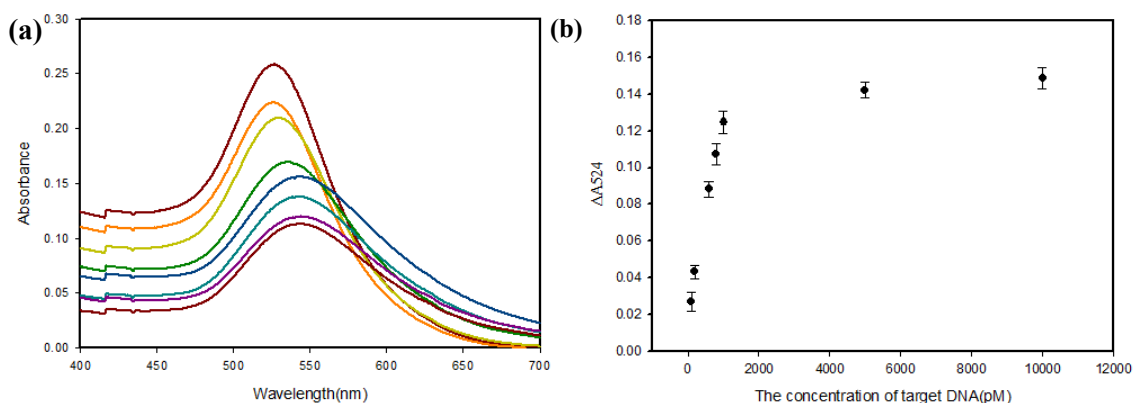 (a)
0.30
0.25
0.20
0.15
0.10
0.05
0.00
Absorbance
400 450 500 550 600 650 700
Wavelength(nm)
(b)
0.18
0.16
0.14
0.12
0.10
0.08
0.06
0.04
0.02
0.00
ΔA524
0 2000 4000 6000 8000 10000 12000
The concentration of target DNA(pM)